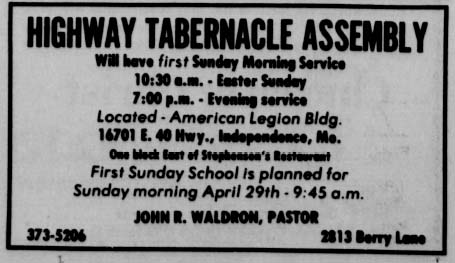 HIGHWAY TABERNACLE ASSEMBLY
Will have first Sunday Morning Service
10:30 a.m. - Easter Sunday
7:00 p.m. - Evening service
Located - American Legion Bldg.
16701 E. 40 Hwy., Independence, Mo.
One block East of Stephenson's Restaurant
First Sunday School is planned for
Sunday morning April 29th - 9:45 a.m.
JOHN R. WALDRON, PASTOR
373-5206 2813 Berry Lane